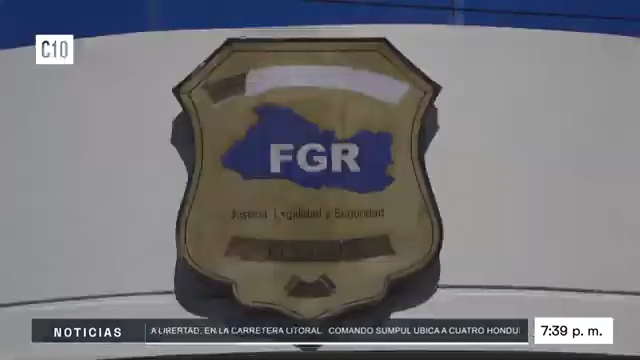 C10
FGR
Justicia, Legalidad y Seguridad
NOTICIAS
A LIBERTAD, EN LA CARRETERA LITORAL. COMANDO SUMPUL UBICA A CUATRO HONDU
7:39 p. m.